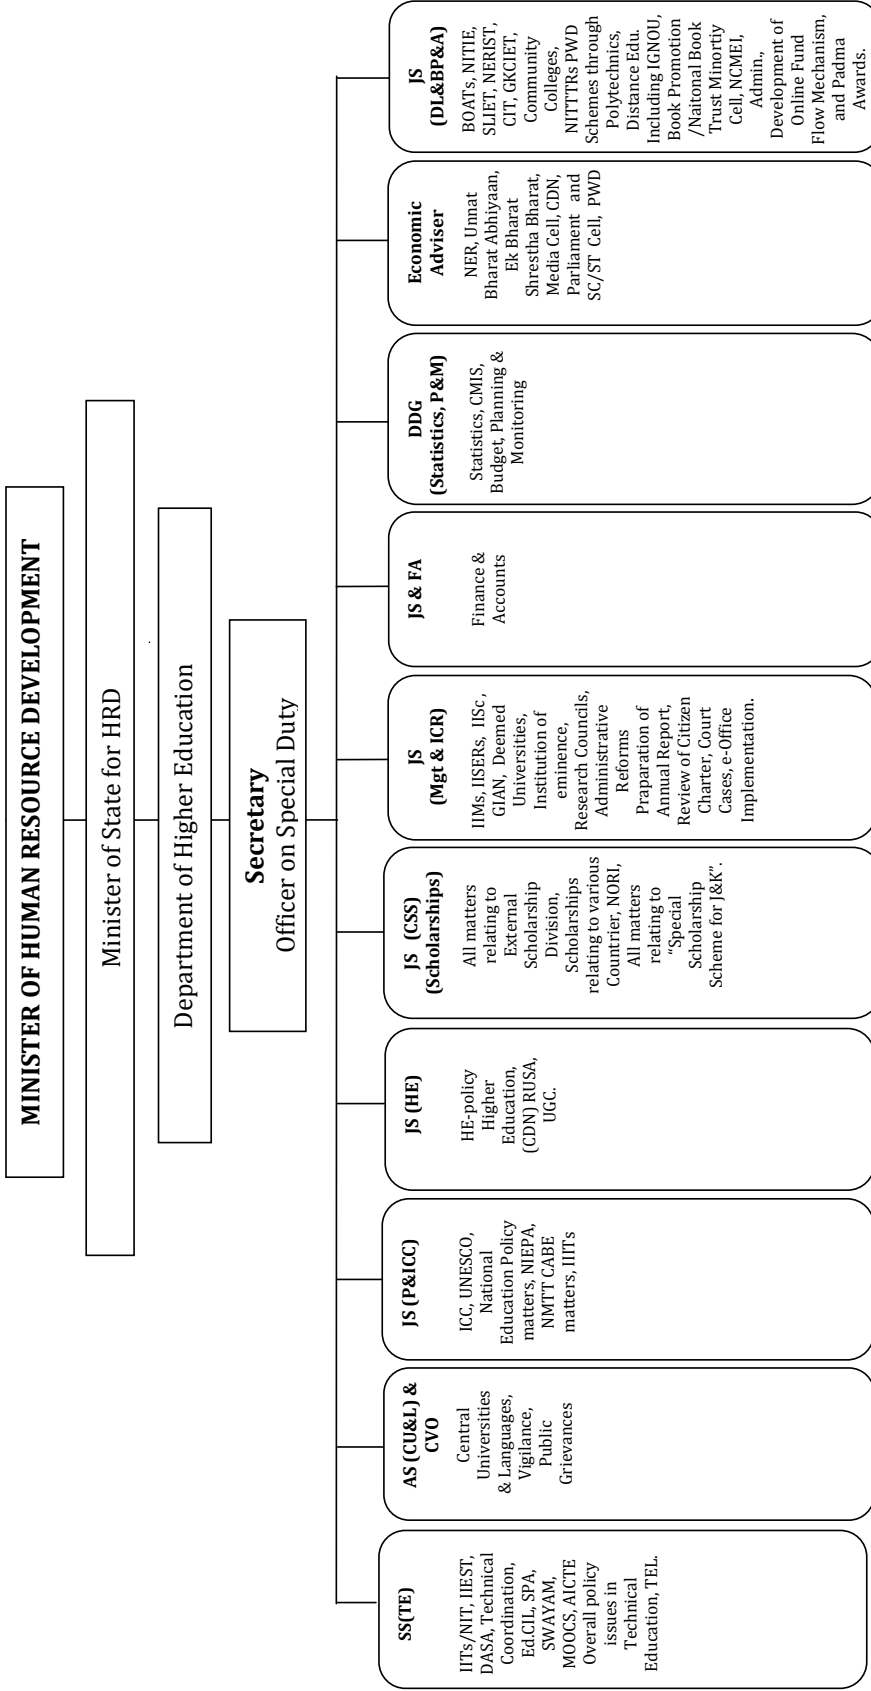 MINISTER OF HUMAN RESOURCE DEVELOPMENT
Minister of State for HRD
Department of Higher Education
Secretary
Officer on Special Duty
SS(TE)
IITs/NIT, IIEST,
DASA, Technical
Coordination,
Ed.CIL, SPA,
SWAYAM,
MOOCS, AICTE
Overall policy
issues in
Technical
Education, TEL.
AS (CU&L) &
CVO
Central
Universities
& Languages,
Vigilance,
Public
Grievances
JS (P&ICC)
ICC, UNESCO,
National
Education Policy
matters, NIEPA,
NMTT CABE
matters, IIITs
JS (HE)
HE-policy
Higher
Education,
(CDN) RUSA,
UGC.
JS (CSS)
(Scholarships)
All matters
relating to
External
Scholarship
Division,
Scholarships
relating to various
Countrier, NORI,
All matters
relating to
“Special
Scholarship
Scheme for J&K”.
JS
(Mgt & ICR)
IIMs, IISERs, IISc ,
GIAN, Deemed
Universities,
Institution of
eminence,
Research Councils,
Administrative
Reforms
Praparation of
Annual Report,
Review of Citizen
Charter, Court
Cases, e-Office
Implementation.
JS & FA
Finance &
Accounts
DDG
(Statistics, P&M)
Statistics, CMIS,
Budget, Planning &
Monitoring
Economic
Adviser
NER, Unnat
Bharat Abhiyaan,
Ek Bharat
Shrestha Bharat,
Media Cell, CDN,
Parliament and
SC/ST Cell, PWD
JS
(DL&BP&A)
BOATs, NITIE,
SLIET, NERIST,
CIT, GKCIET,
Community
Colleges,
NITTTRs PWD
Schemes through
Polytechnics,
Distance Edu.
Including IGNOU,
Book Promotion
/Naitonal Book
Trust Minortiy
Cell, NCMEI,
Admin.,
Development of
Online Fund
Flow Mechanism,
and Padma
Awards.